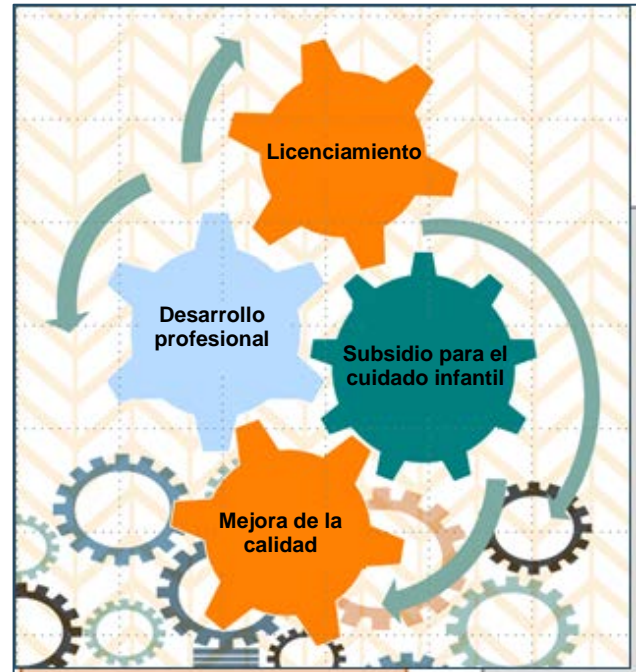 Licenciamiento
Desarrollo
profesional
Subsidio para el
cuidado infantil
Mejora de la
calidad